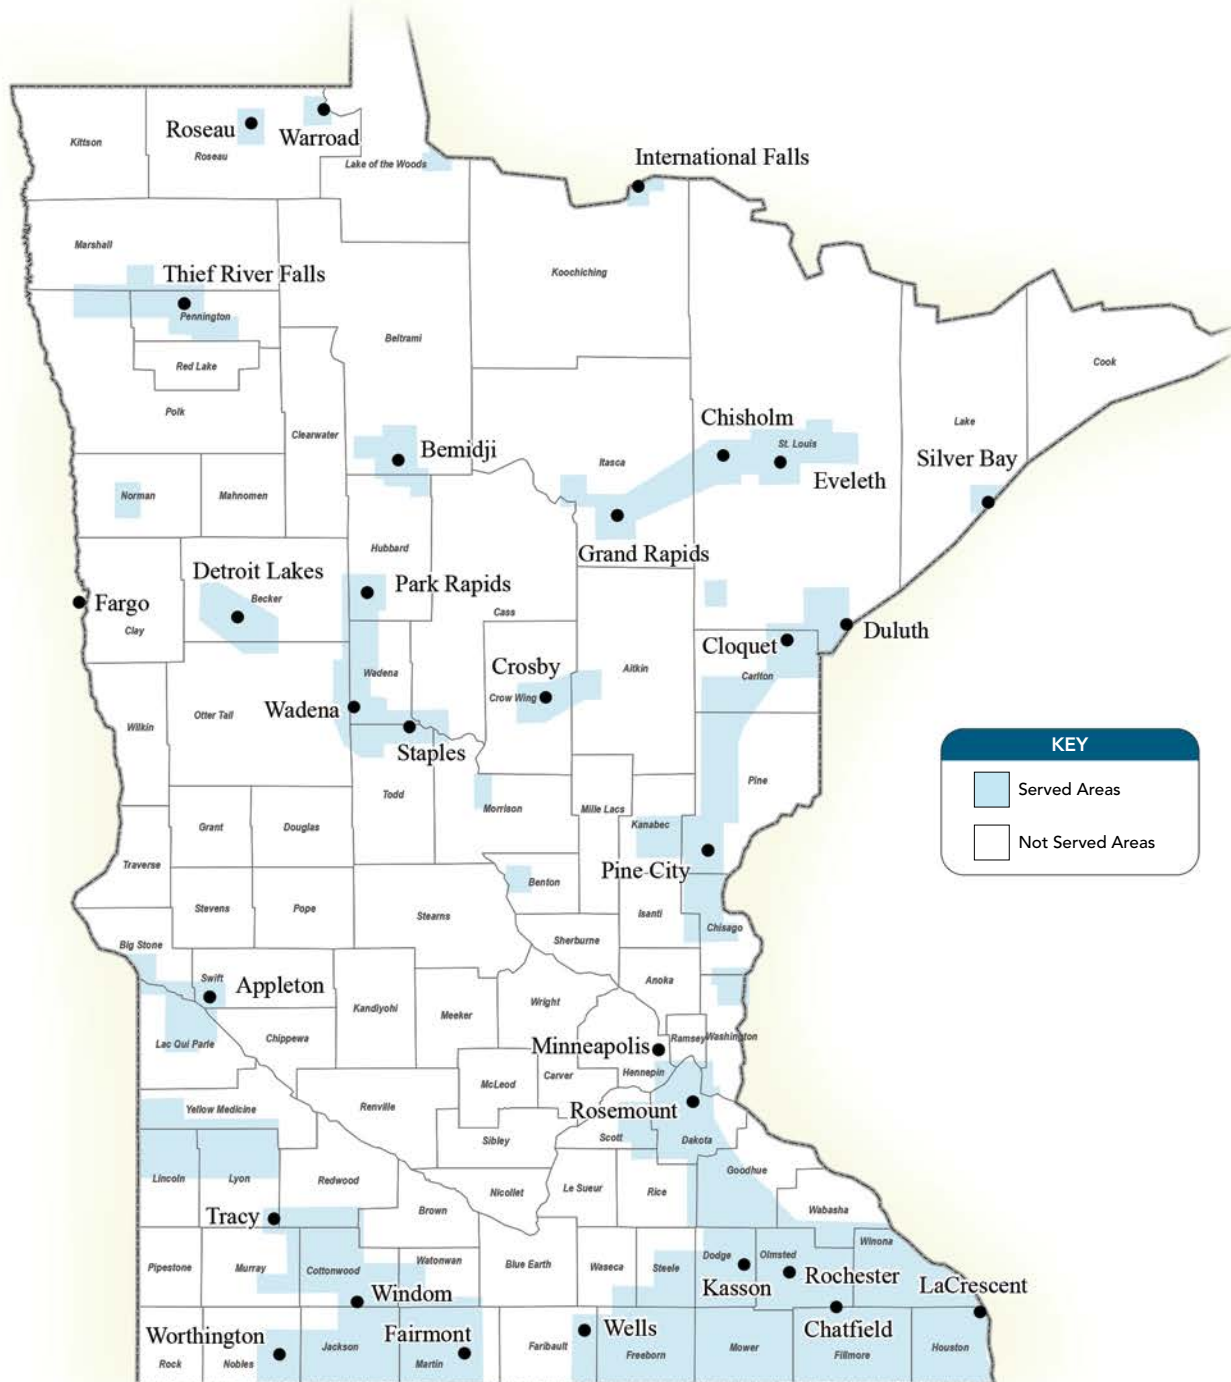 Roseau
Warroad
Kittson
Roseau
Lake of the Woods
International Falls
Marshall
Thief River Falls
Koochiching
Pennington
Beltrami
Red Lake
Cook
Polk
Clearwater
Chisholm
St. Louis
Lake
Bemidji
Itasca
Silver Bay
Eveleth
Norman
Mahnomen
Grand Rapids
Hubbard
Detroit Lakes
Becker
Park Rapids
Fargo
Cass
Clay
Duluth
Cloquet
Crosby
Aitkin
Wadena
Carlton
Crow Wing
Wadena
Otter Tail
Wilkin
Staples
KEY
Served Areas
Not Served Areas
Pine
Todd
Morrison
Mille Lacs
Grant
Douglas
Kanabec
Traverse
Pine City
Benton
Stevens
Pope
Stearns
Isanti
Chisago
Sherburne
Big Stone
Swift
Appleton
Anoka
Wright
Kandiyohi
Meeker
Chippewa
Lac Qui Parle
Ramsey
Washington
Minneapolis
Hennepin
Carver
McLeod
Renville
Yellow Medicine
Rosemount
Scott
Dakota
Sibley
Lincoln
Lyon
Redwood
Goodhue
Le Sueur
Rice
Nicollet
Brown
Wabasha
Tracy
Winona
Pipestone
Murray
Cottonwood
Watonwan
Blue Earth
Waseca
Steele
Dodge
Olmsted
Kasson
Rochester
LaCrescent
Windom
Worthington
Fairmont
Wells
Chatfield
Rock
Nobles
Jackson
Martin
Faribault
Freeborn
Mower
Fillmore
Houston